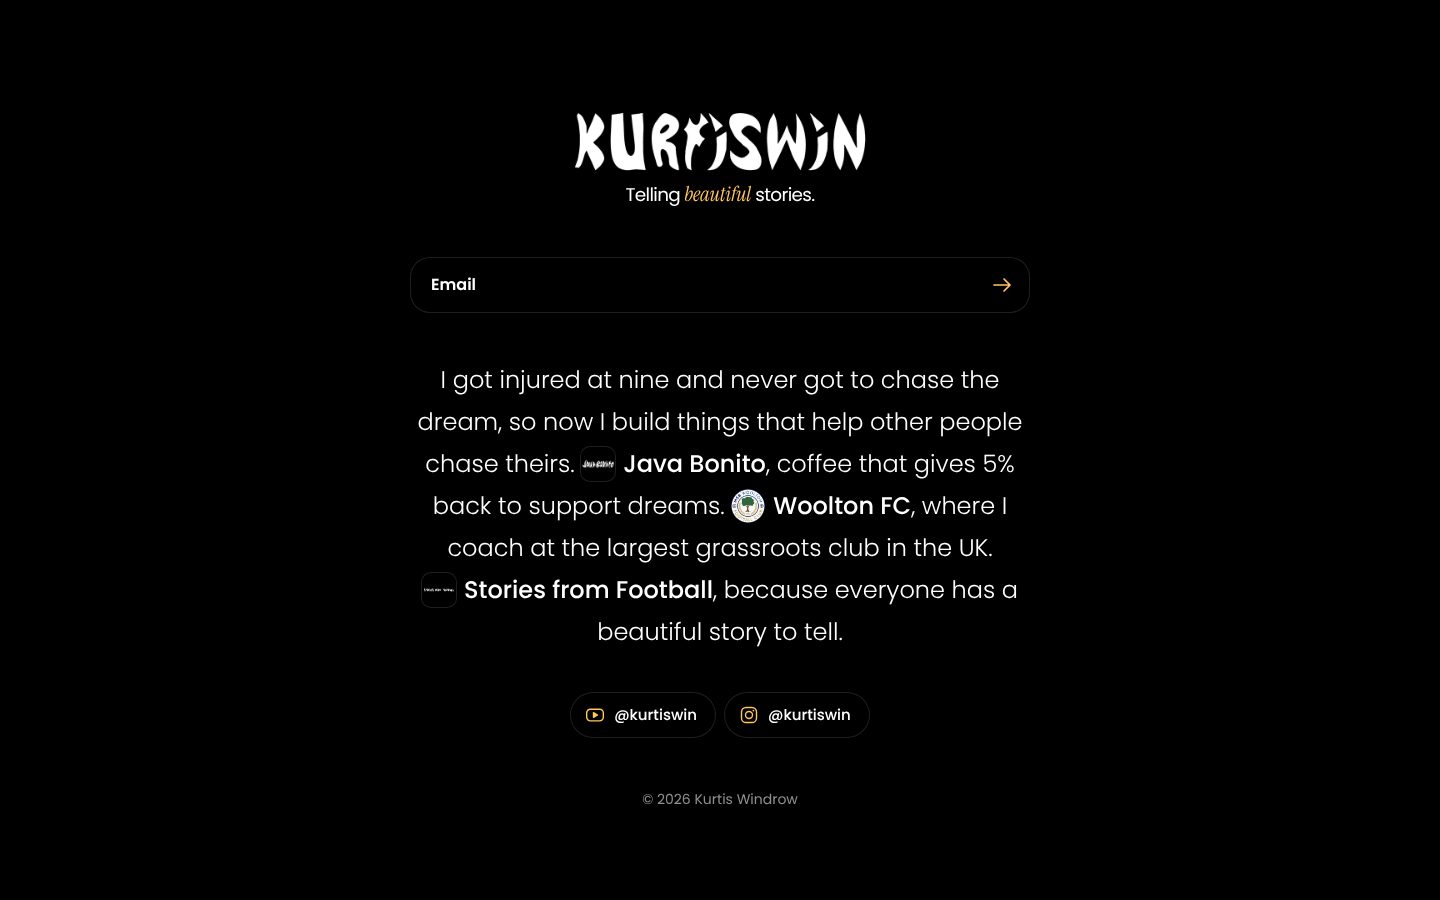 KURTISWIN
Telling beautiful stories.
Email
I got injured at nine and never got to chase the
dream, so now I build things that help other people
chase theirs. Java Bonito, coffee that gives 5%
back to support dreams. Woolton FC, where I
coach at the largest grassroots club in the UK.
Stories from Football, because everyone has a
beautiful story to tell.
@kurtiswin @kurtiswin
© 2026 Kurtis Windrow